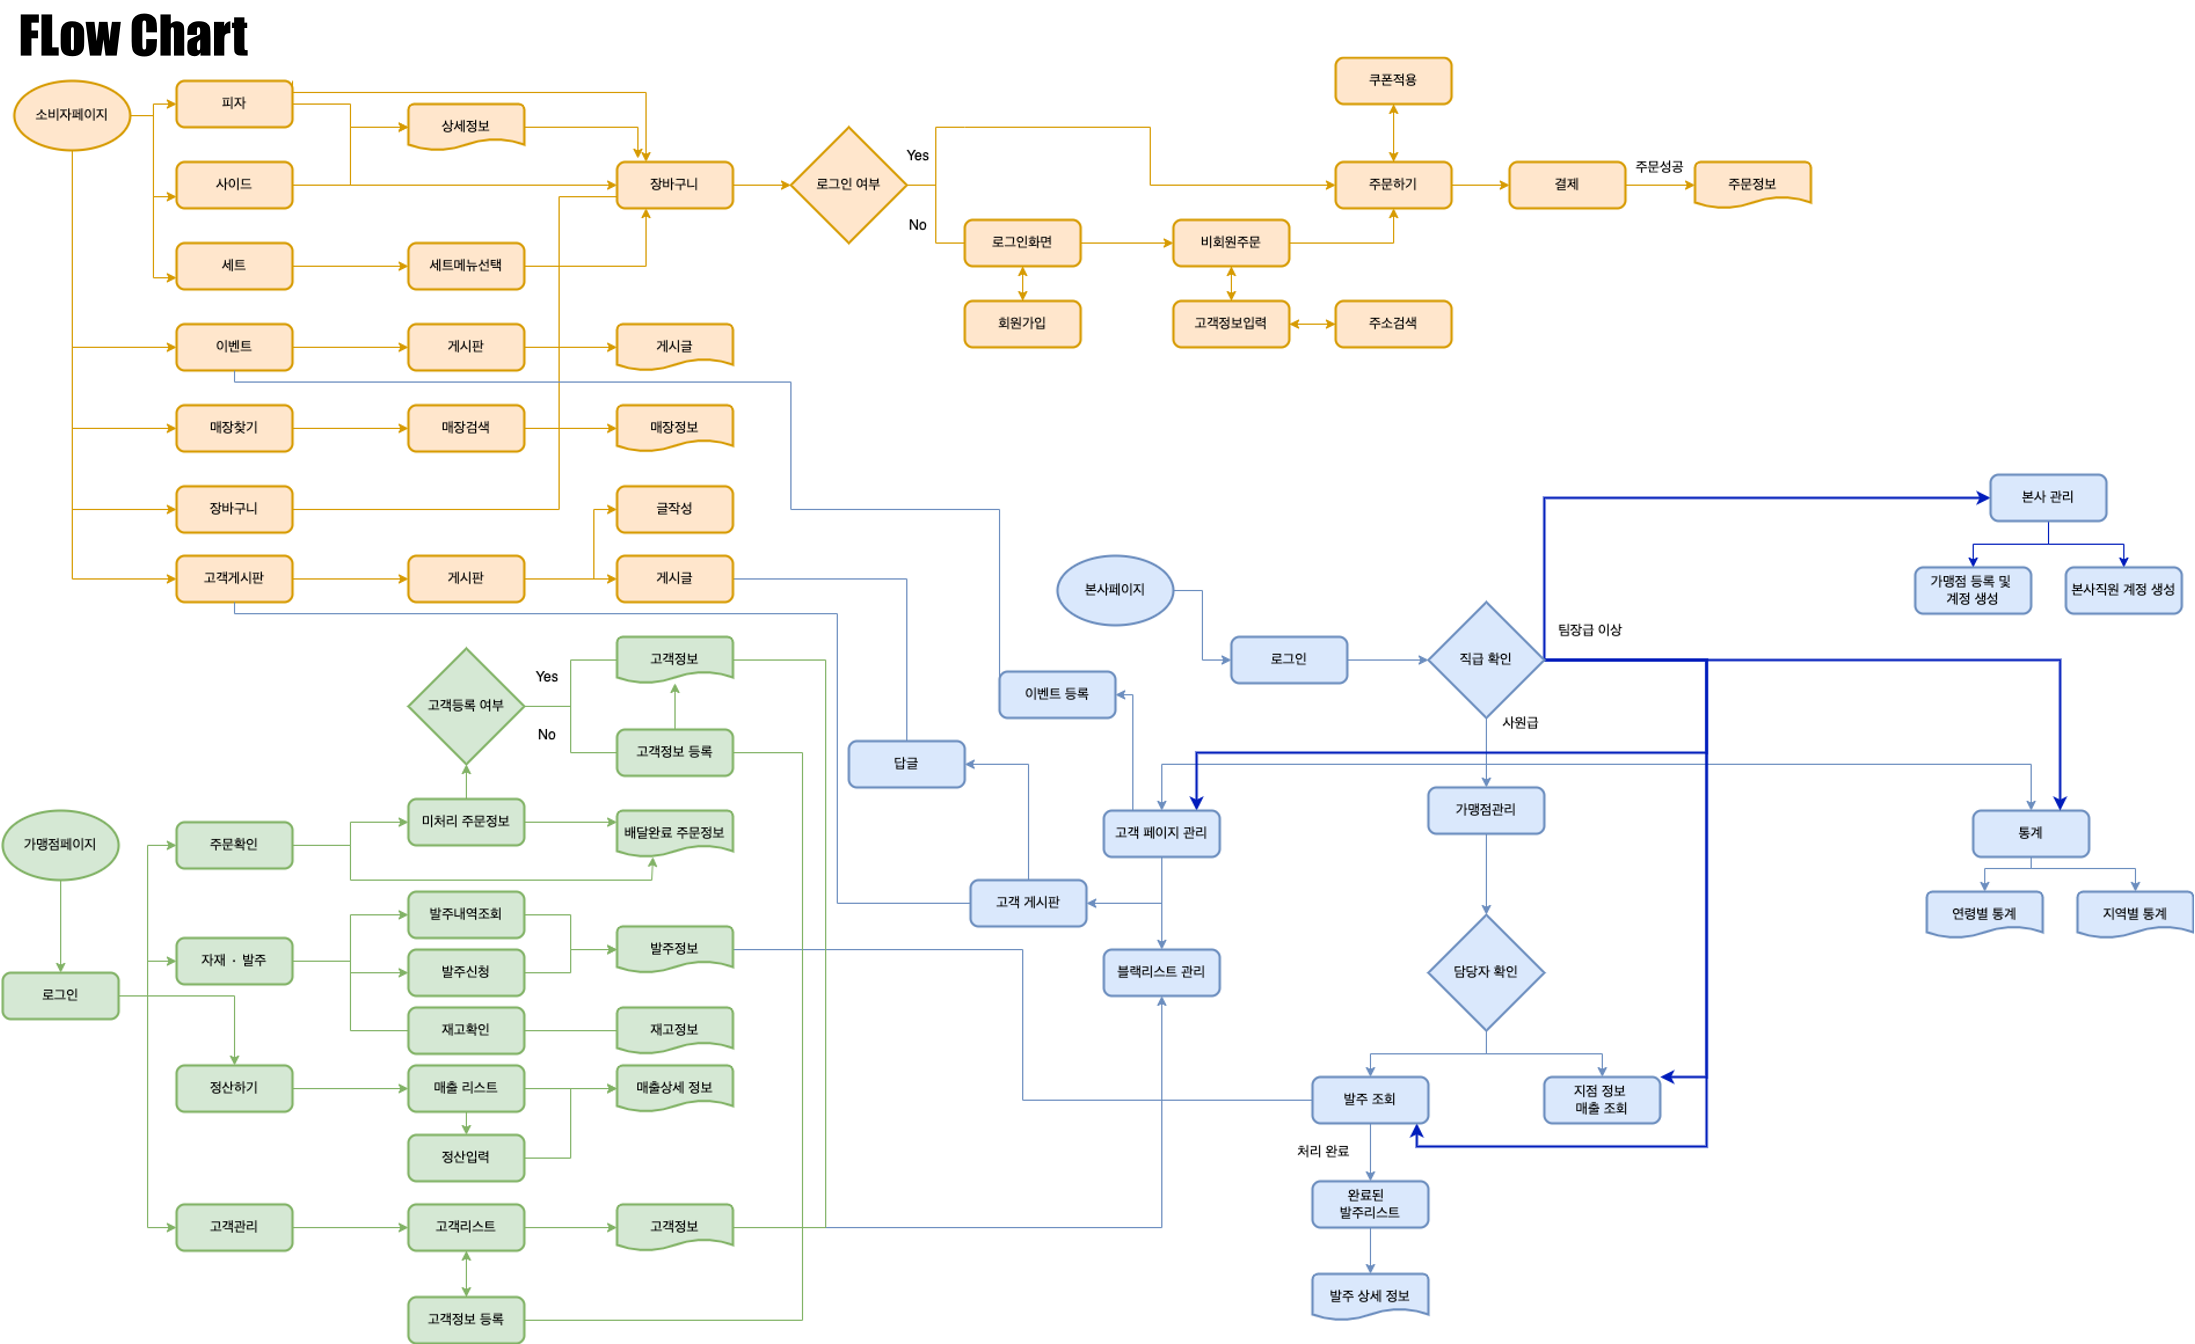 FLow Chart
소비자페이지
피자
상세정보
사이드
장바구니
세트
세트메뉴선택
로그인 여부
Yes
No
쿠폰적용
주문하기
결제
주문성공
주문정보
로그인화면
비회원주문
회원가입
고객정보입력
주소검색
이벤트
게시판
게시글
매장찾기
매장검색
매장정보
장바구니
글작성
고객게시판
게시판
게시글
본사페이지
로그인
직급 확인
팀장급 이상
사원급
본사 관리
가맹점 등록 및
계정 생성
본사직원 계정 생성
이벤트 등록
답글
고객 페이지 관리
가맹점관리
통계
고객 게시판
연령별 통계
지역별 통계
블랙리스트 관리
담당자 확인
발주 조회
지점 정보
매출 조회
처리 완료
완료된
발주리스트
발주 상세 정보
고객등록 여부
Yes
No
고객정보
고객정보 등록
가맹점페이지
주문확인
미처리 주문정보
배달완료 주문정보
발주내역조회
자재 · 발주
발주신청
발주정보
로그인
재고확인
재고정보
정산하기
매출 리스트
매출상세 정보
정산입력
고객관리
고객리스트
고객정보
고객정보 등록